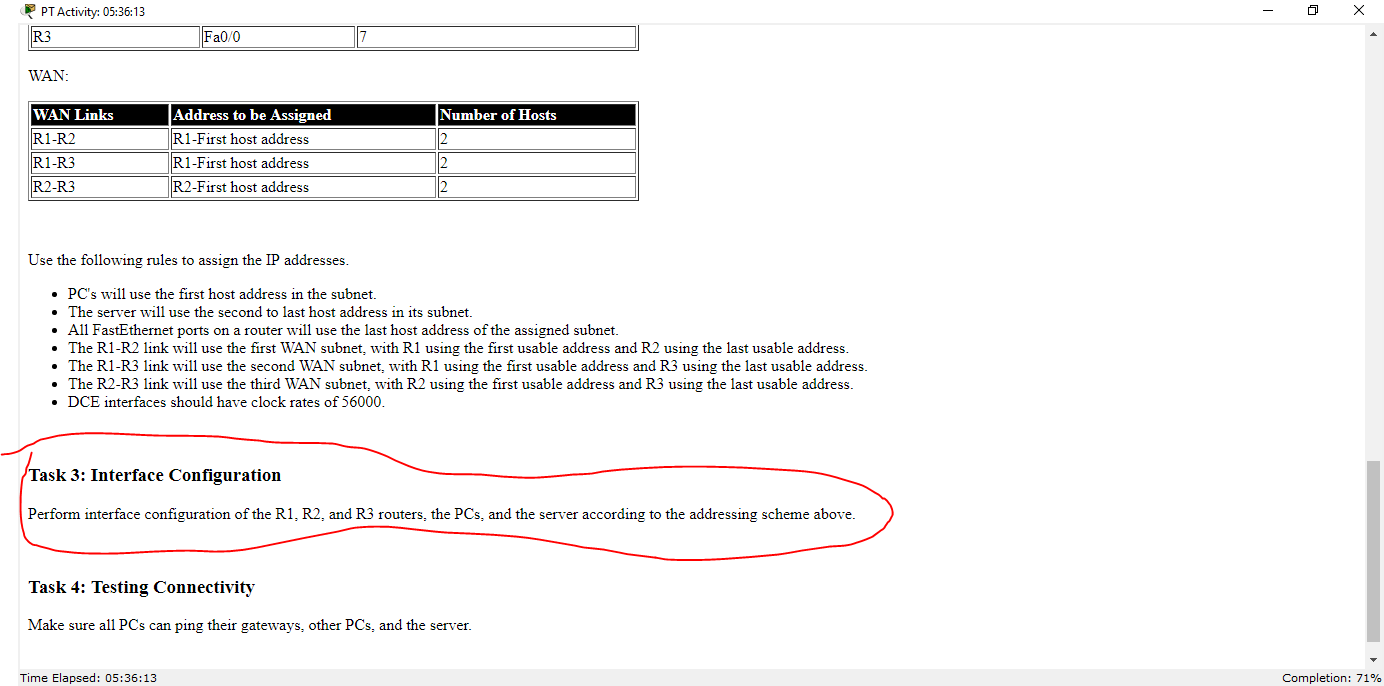 PT Activity: 05:36:13
R3 Fa0/0 7
WAN:
WAN Links Address to be Assigned Number of Hosts
R1-R2 R1-First host address 2
R1-R3 R1-First host address 2
R2-R3 R2-First host address 2
Use the following rules to assign the IP addresses.
• PC's will use the first host address in the subnet.
• The server will use the second to last host address in its subnet.
• All FastEthernet ports on a router will use the last host address of the assigned subnet.
• The R1-R2 link will use the first WAN subnet, with R1 using the first usable address and R2 using the last usable address.
• The R1-R3 link will use the second WAN subnet, with R1 using the first usable address and R3 using the last usable address.
• The R2-R3 link will use the third WAN subnet, with R2 using the first usable address and R3 using the last usable address.
• DCE interfaces should have clock rates of 56000.
Task 3: Interface Configuration
Perform interface configuration of the R1, R2, and R3 routers, the PCs, and the server according to the addressing scheme above.
Task 4: Testing Connectivity
Make sure all PCs can ping their gateways, other PCs, and the server.
Time Elapsed: 05:36:13 Completion: 71%